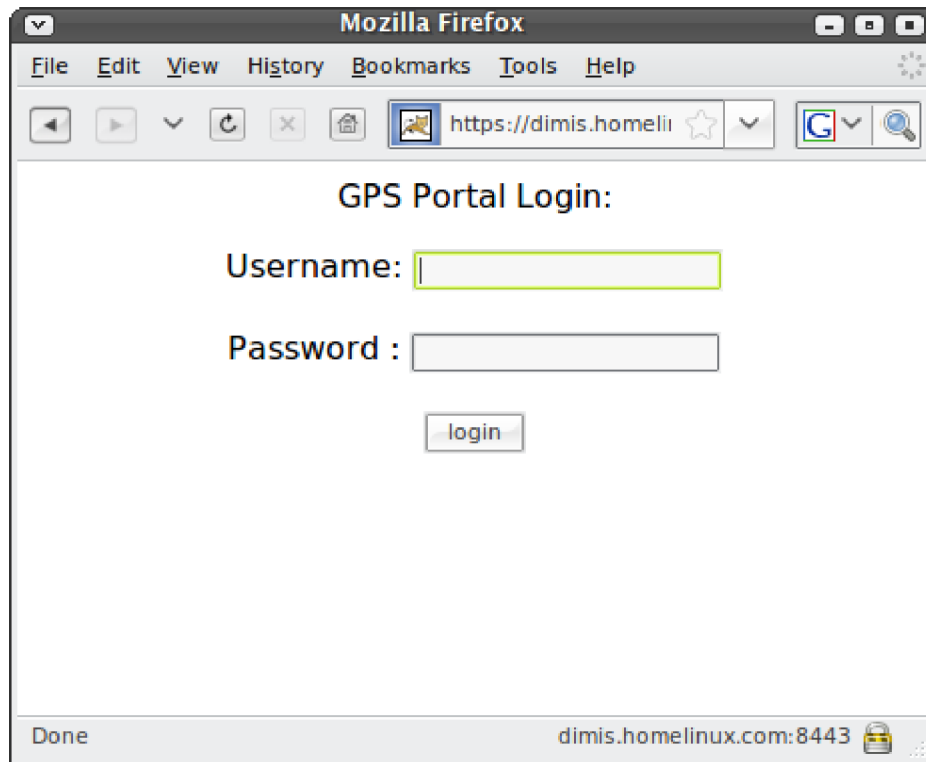 Mozilla Firefox
File Edit View History Bookmarks Tools Help
https://dimis.homelin
G
GPS Portal Login:
Username:
Password :
login
Done dimis.homelinux.com:8443